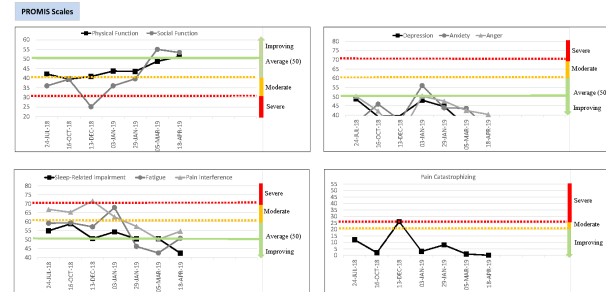 PROMIS Scales
Physical Function Social Function
60
55
50
45
40
35
30
25
20
Improving
Average (50)
Moderate
Severe
24-JUL-18
16-OCT-18
13-DEC-18
03-JAN-19
29-JAN-19
05-MAR-19
18-APR-19
Depression Anxiety Anger
80
75
70
65
60
55
50
45
40
Severe
Moderate
Average (50
Improving
24-JUL-18
16-OCT-18
13-DEC-18
03-JAN-19
29-JAN-19
05-MAR-19
18-APR-19
Sleep-Related Impairment Fatigue Pain Interference
80
75
70
65
60
55
50
45
40
Severe
Moderate
Average (50)
Improving
24-JUL-18
16-OCT-18
13-DEC-18
03-JAN-19
29-JAN-19
05-MAR-19
18-APR-19
Pain Catastrophizing
55
50
45
40
35
30
25
20
15
10
5
0
Severe
Moderate
Improving
24-JUL-18
16-OCT-18
13-DEC-18
03-JAN-19
29-JAN-19
05-MAR-19
18-APR-19